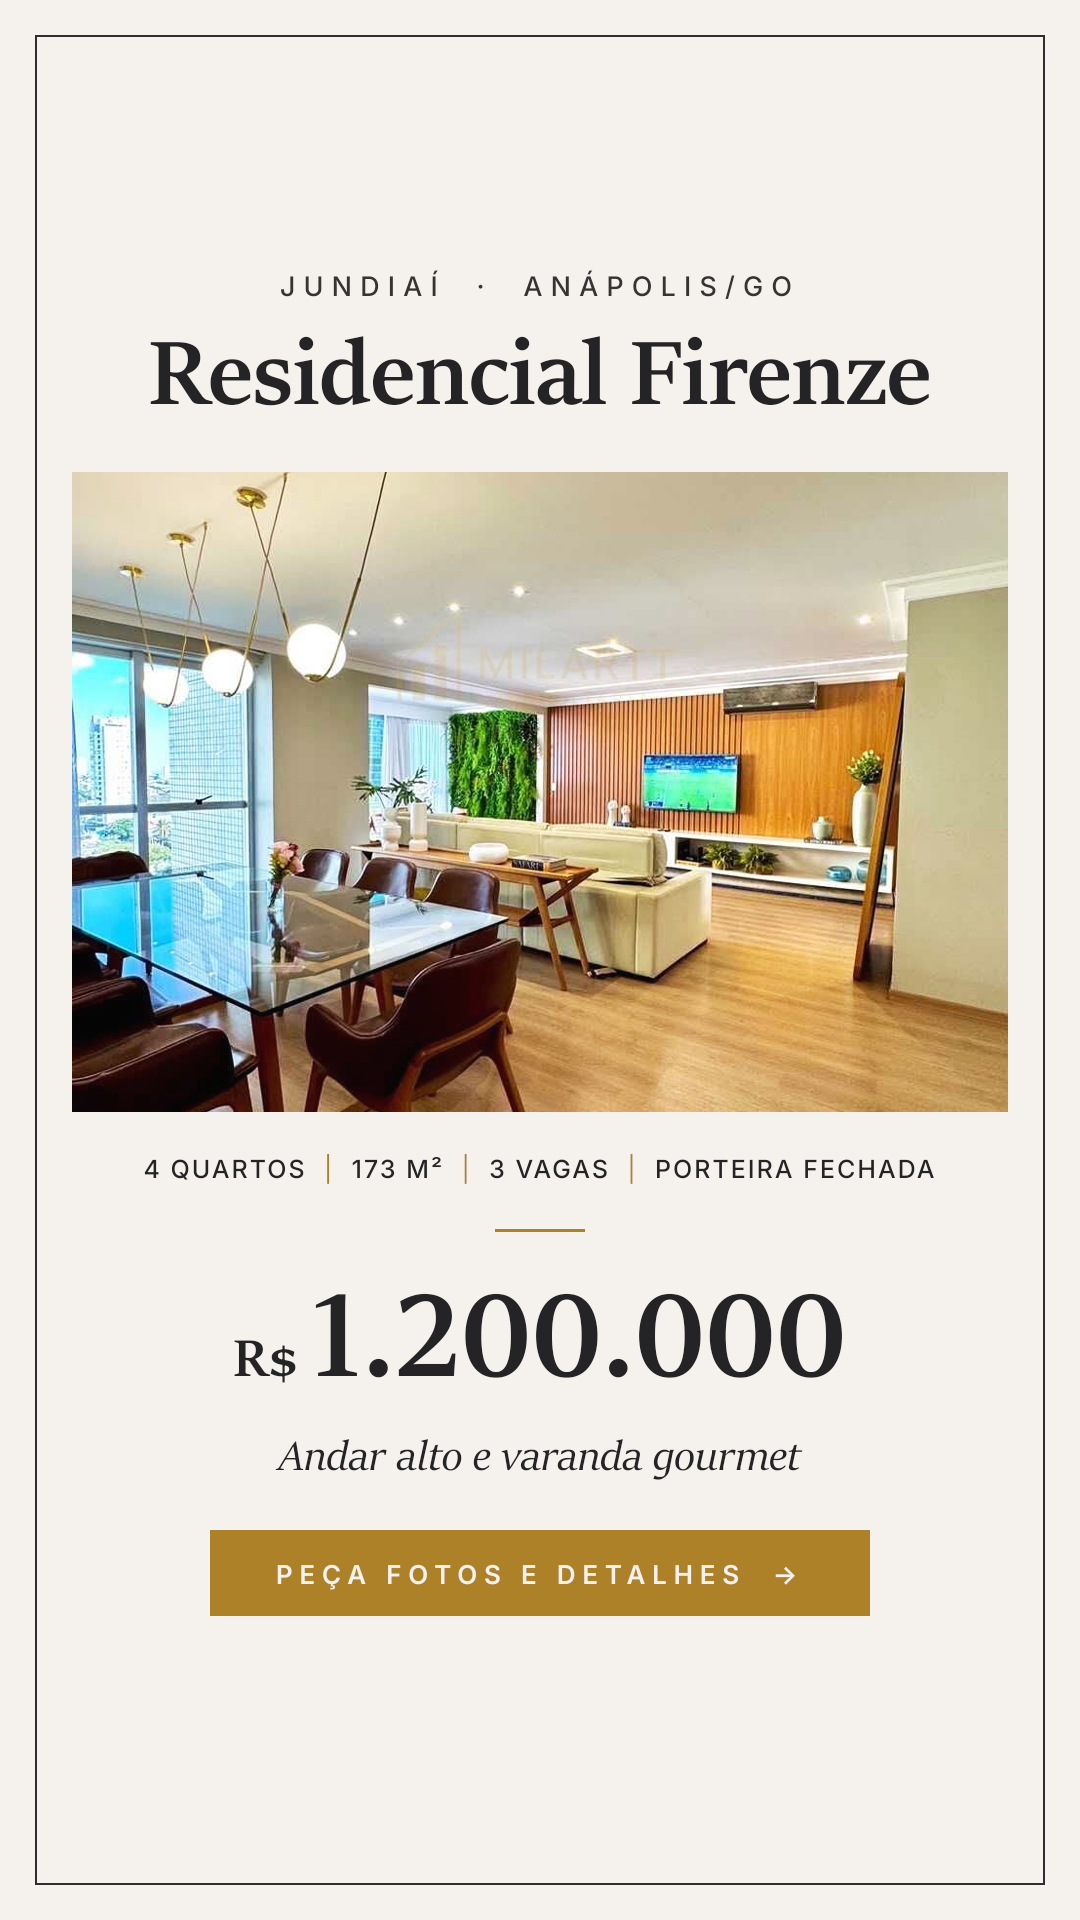 JUNDIAÍ · ANÁPOLIS/GO
Residencial Firenze
MILARTT
4 QUARTOS | 173 M² | 3 VAGAS | PORTEIRA FECHADA
R$ 1.200.000
Andar alto e varanda gourmet
PEÇA FOTOS E DETALHES →